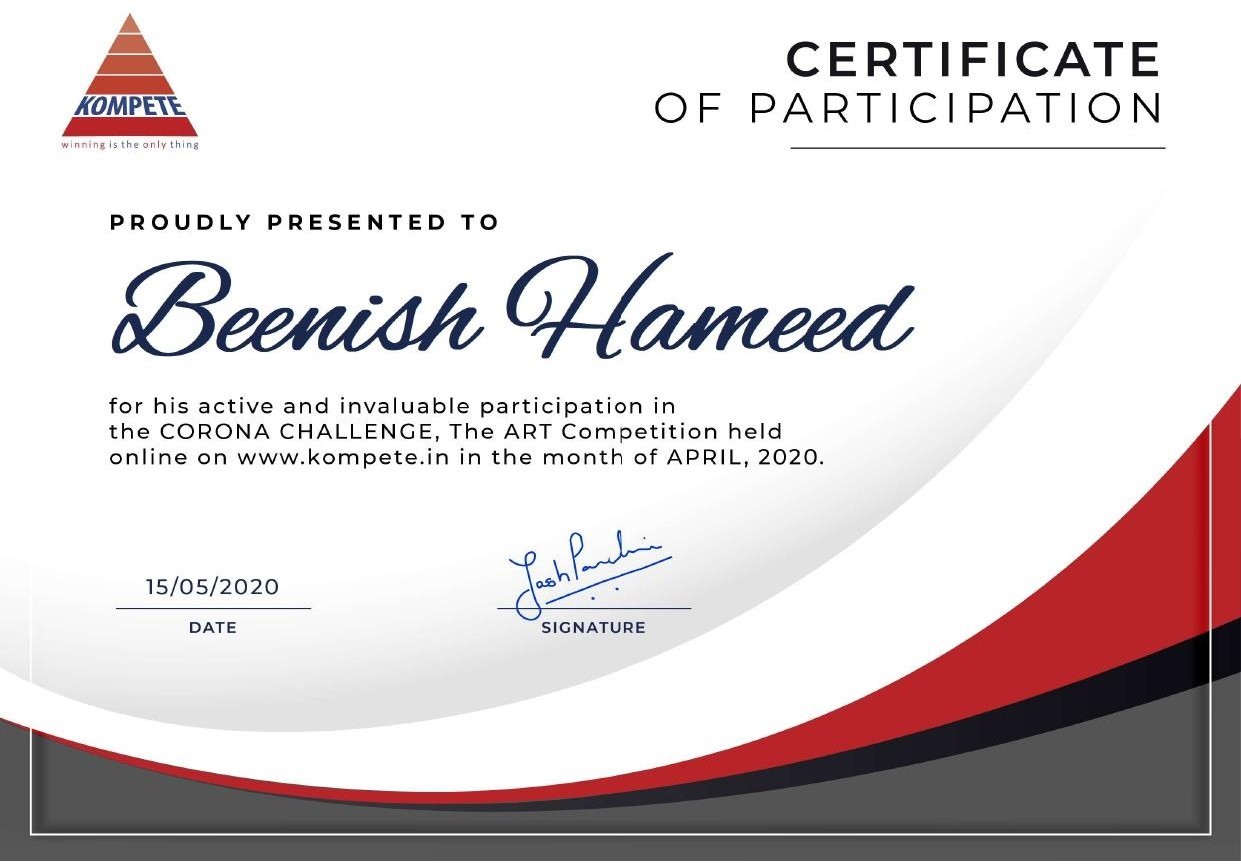 KOMPETE
winning is the only thing
CERTIFICATE
OF PARTICIPATION
PROUDLY PRESENTED TO
Beenish Hameed
for his active and invaluable participation in
the CORONA CHALLENGE, The ART Competition held
online on www.kompete.in in the month of APRIL, 2020.
15/05/2020
DATE
SIGNATURE